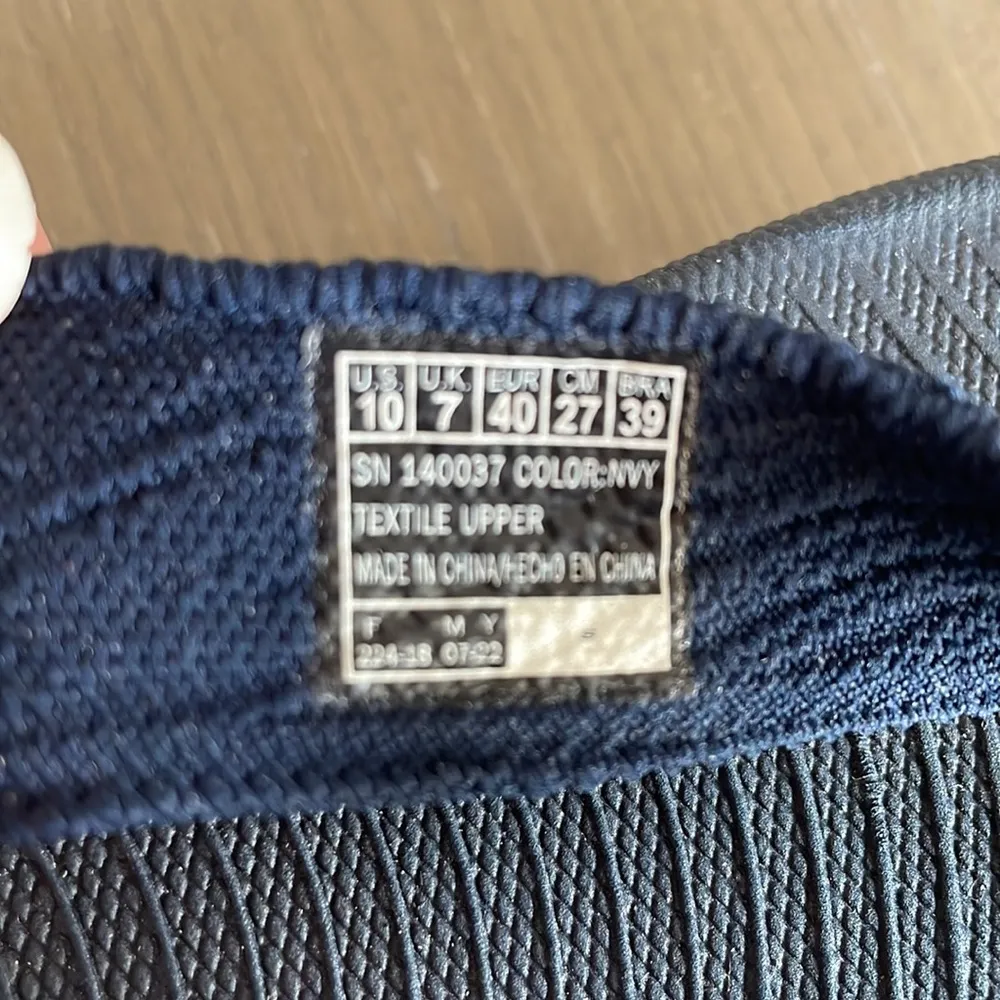 U.S. U.K. EUR CM BRA
10 7 40 27 39
SN 140037 COLOR:NVY
TEXTILE UPPER
MADE IN CHINA/HECHO EN CHINA
F M Y
224-18 07-22